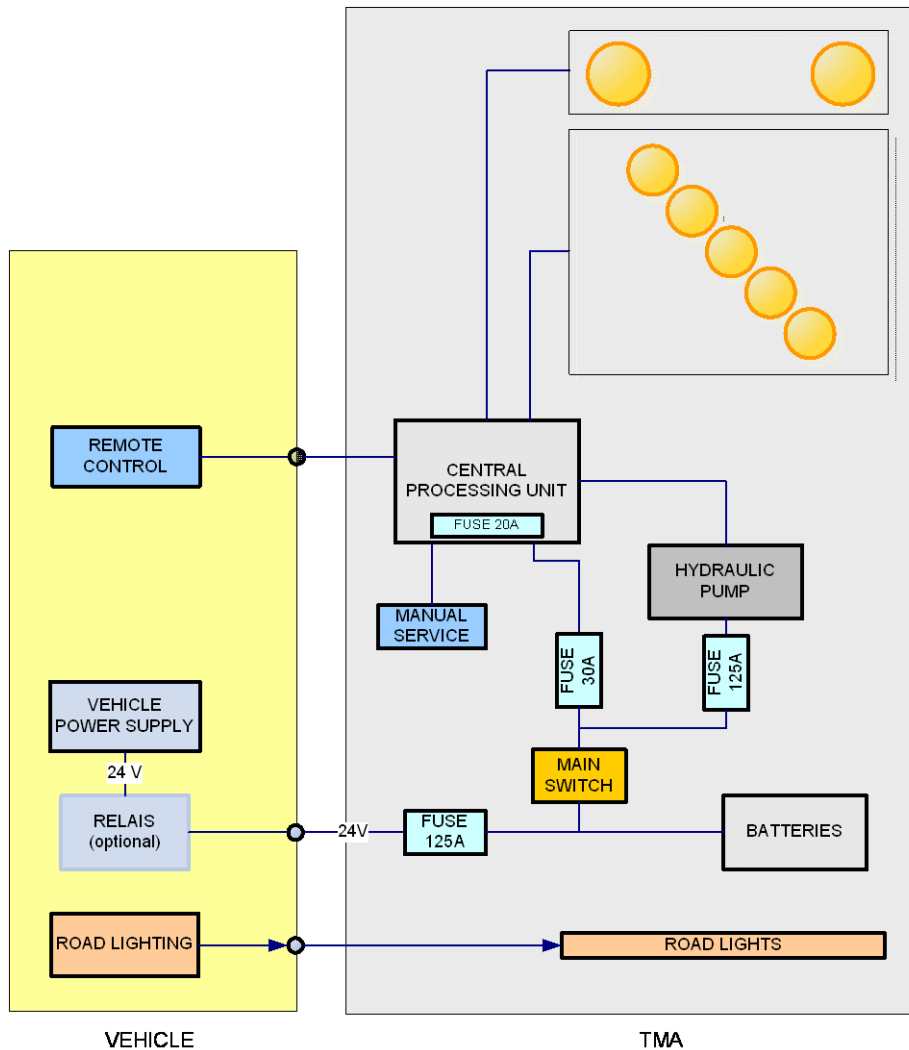 REMOTE
CONTROL
CENTRAL
PROCESSING UNIT
FUSE 20A
HYDRAULIC
PUMP
MANUAL
SERVICE
FUSE
30A
FUSE
125A
VEHICLE
POWER SUPPLY
24 V
MAIN
SWITCH
RELAIS
(optional)
24V
FUSE
125A
BATTERIES
ROAD LIGHTING
ROAD LIGHTS
VEHICLE
TMA